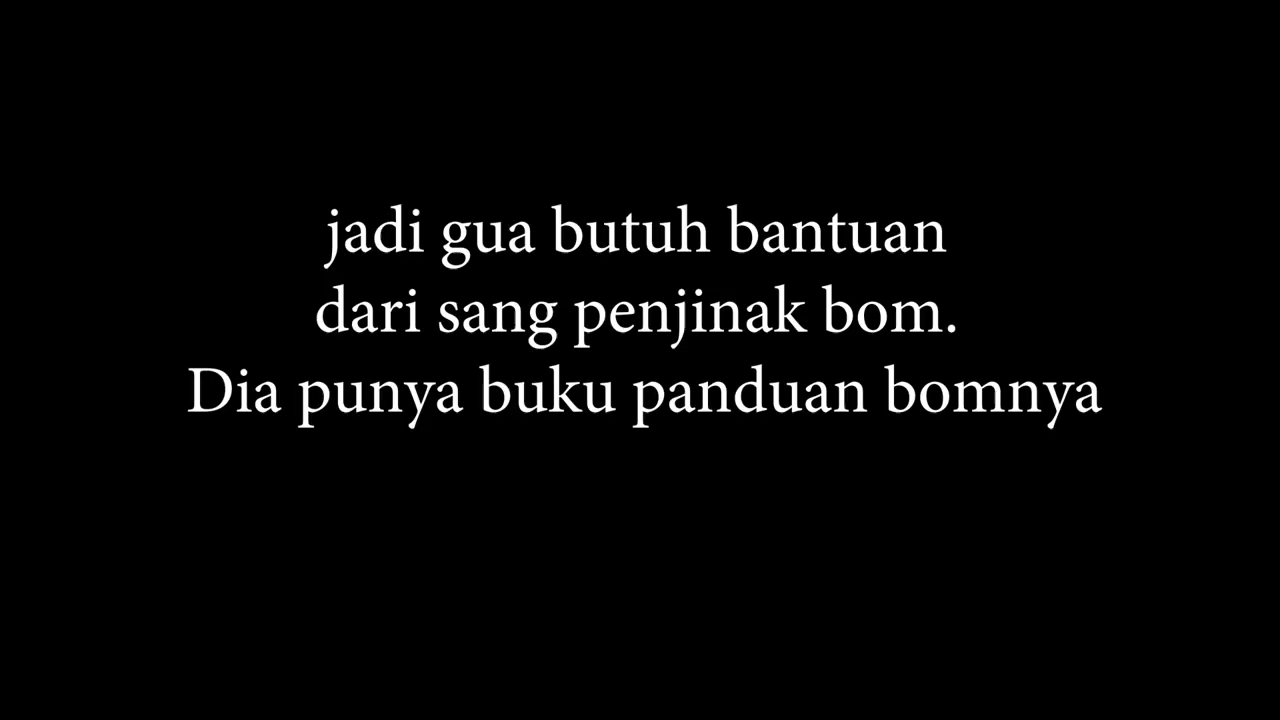 jadi gua butuh bantuan
dari sang penjinak bom.
Dia punya buku panduan bomnya